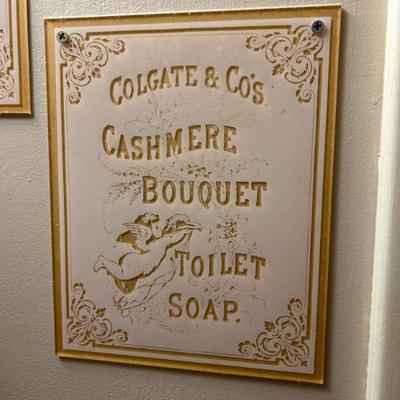 COLGATE & CO'S.
CASHMERE
BOUQUET
TOILET
SOAP.